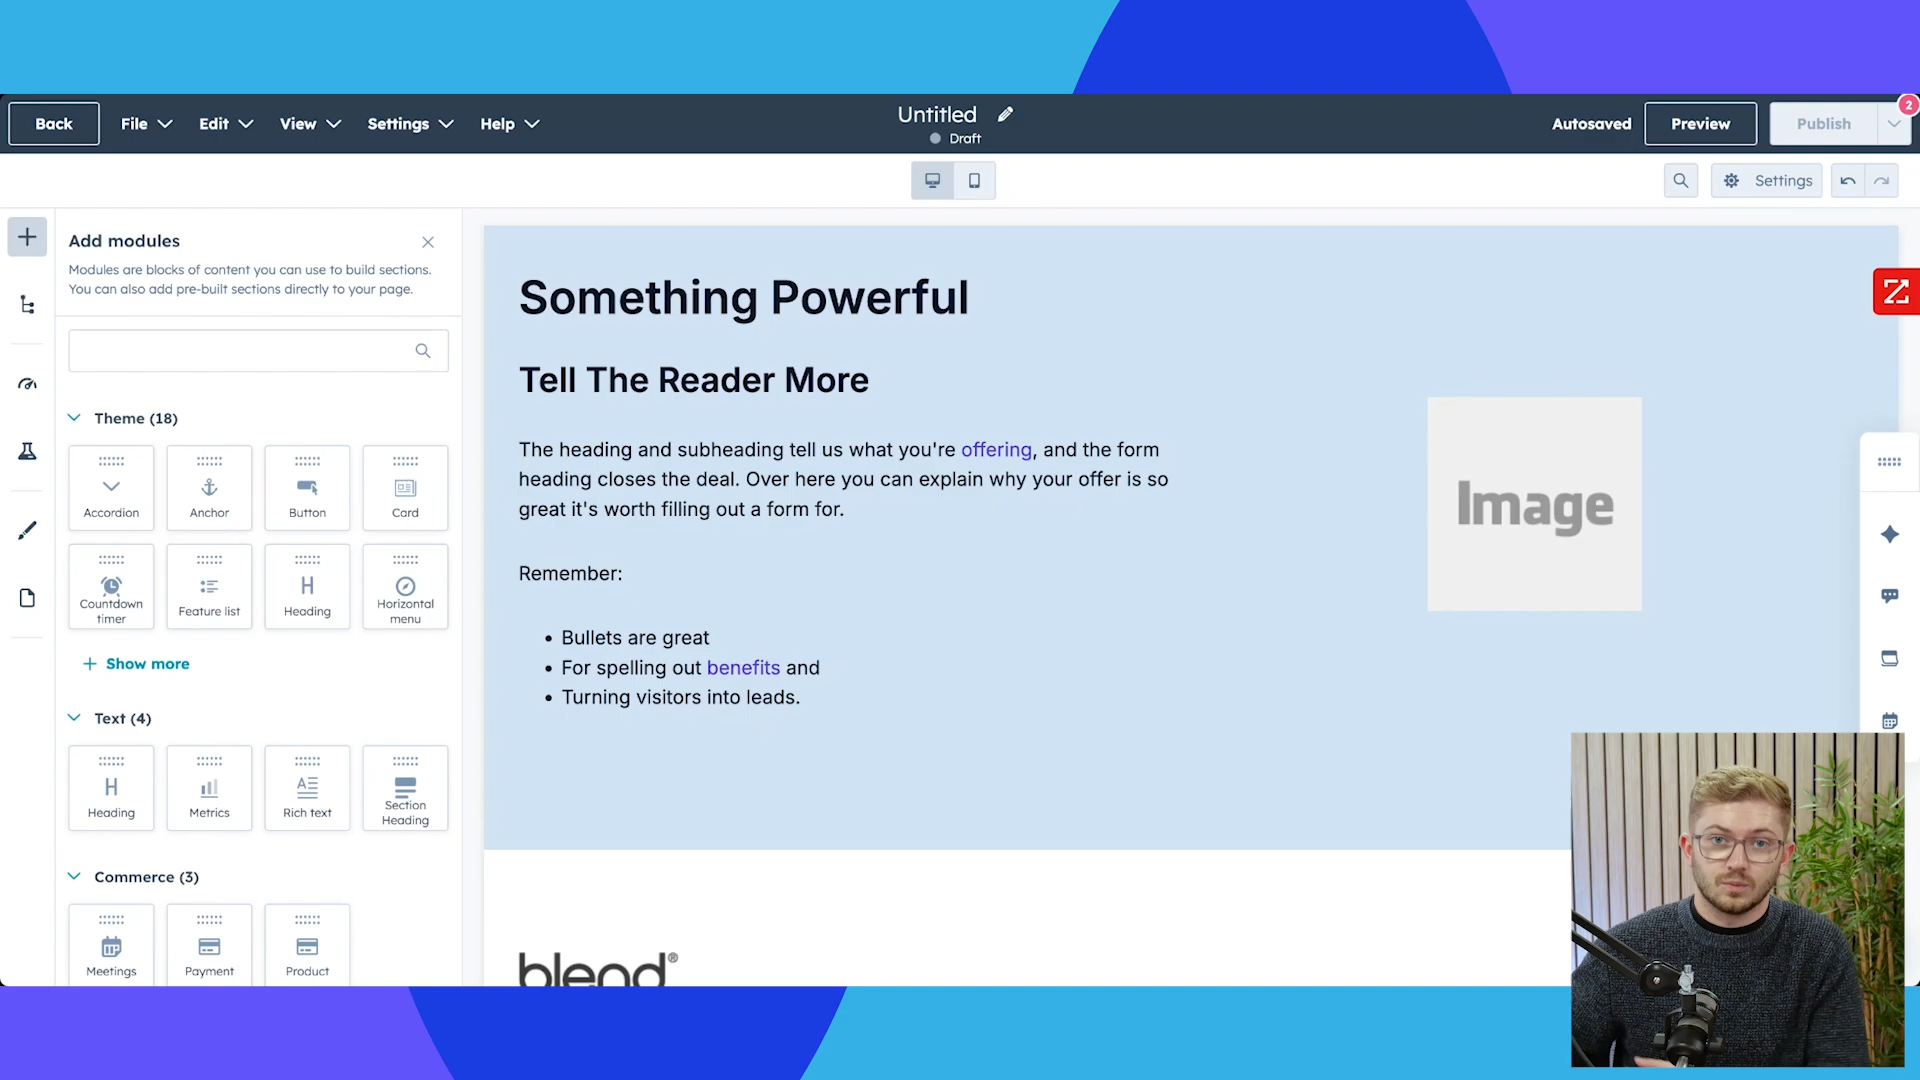 Back
File
Edit
View
Settings
Help
Untitled
Draft
Autosaved
Preview
Publish
2
Settings
Add modules
Modules are blocks of content you can use to build sections.
You can also add pre-built sections directly to your page.
Theme (18)
Accordion
Anchor
Button
Card
Countdown
timer
Feature list
H
Heading
Horizontal
menu
+ Show more
Text (4)
H
Heading
Metrics
A
Rich text
Section
Heading
Commerce (3)
Meetings
Payment
Product
Something Powerful
Tell The Reader More
The heading and subheading tell us what you're offering, and the form
heading closes the deal. Over here you can explain why your offer is so
great it's worth filling out a form for.
Remember:
• Bullets are great
• For spelling out benefits and
• Turning visitors into leads.
Image
blend®